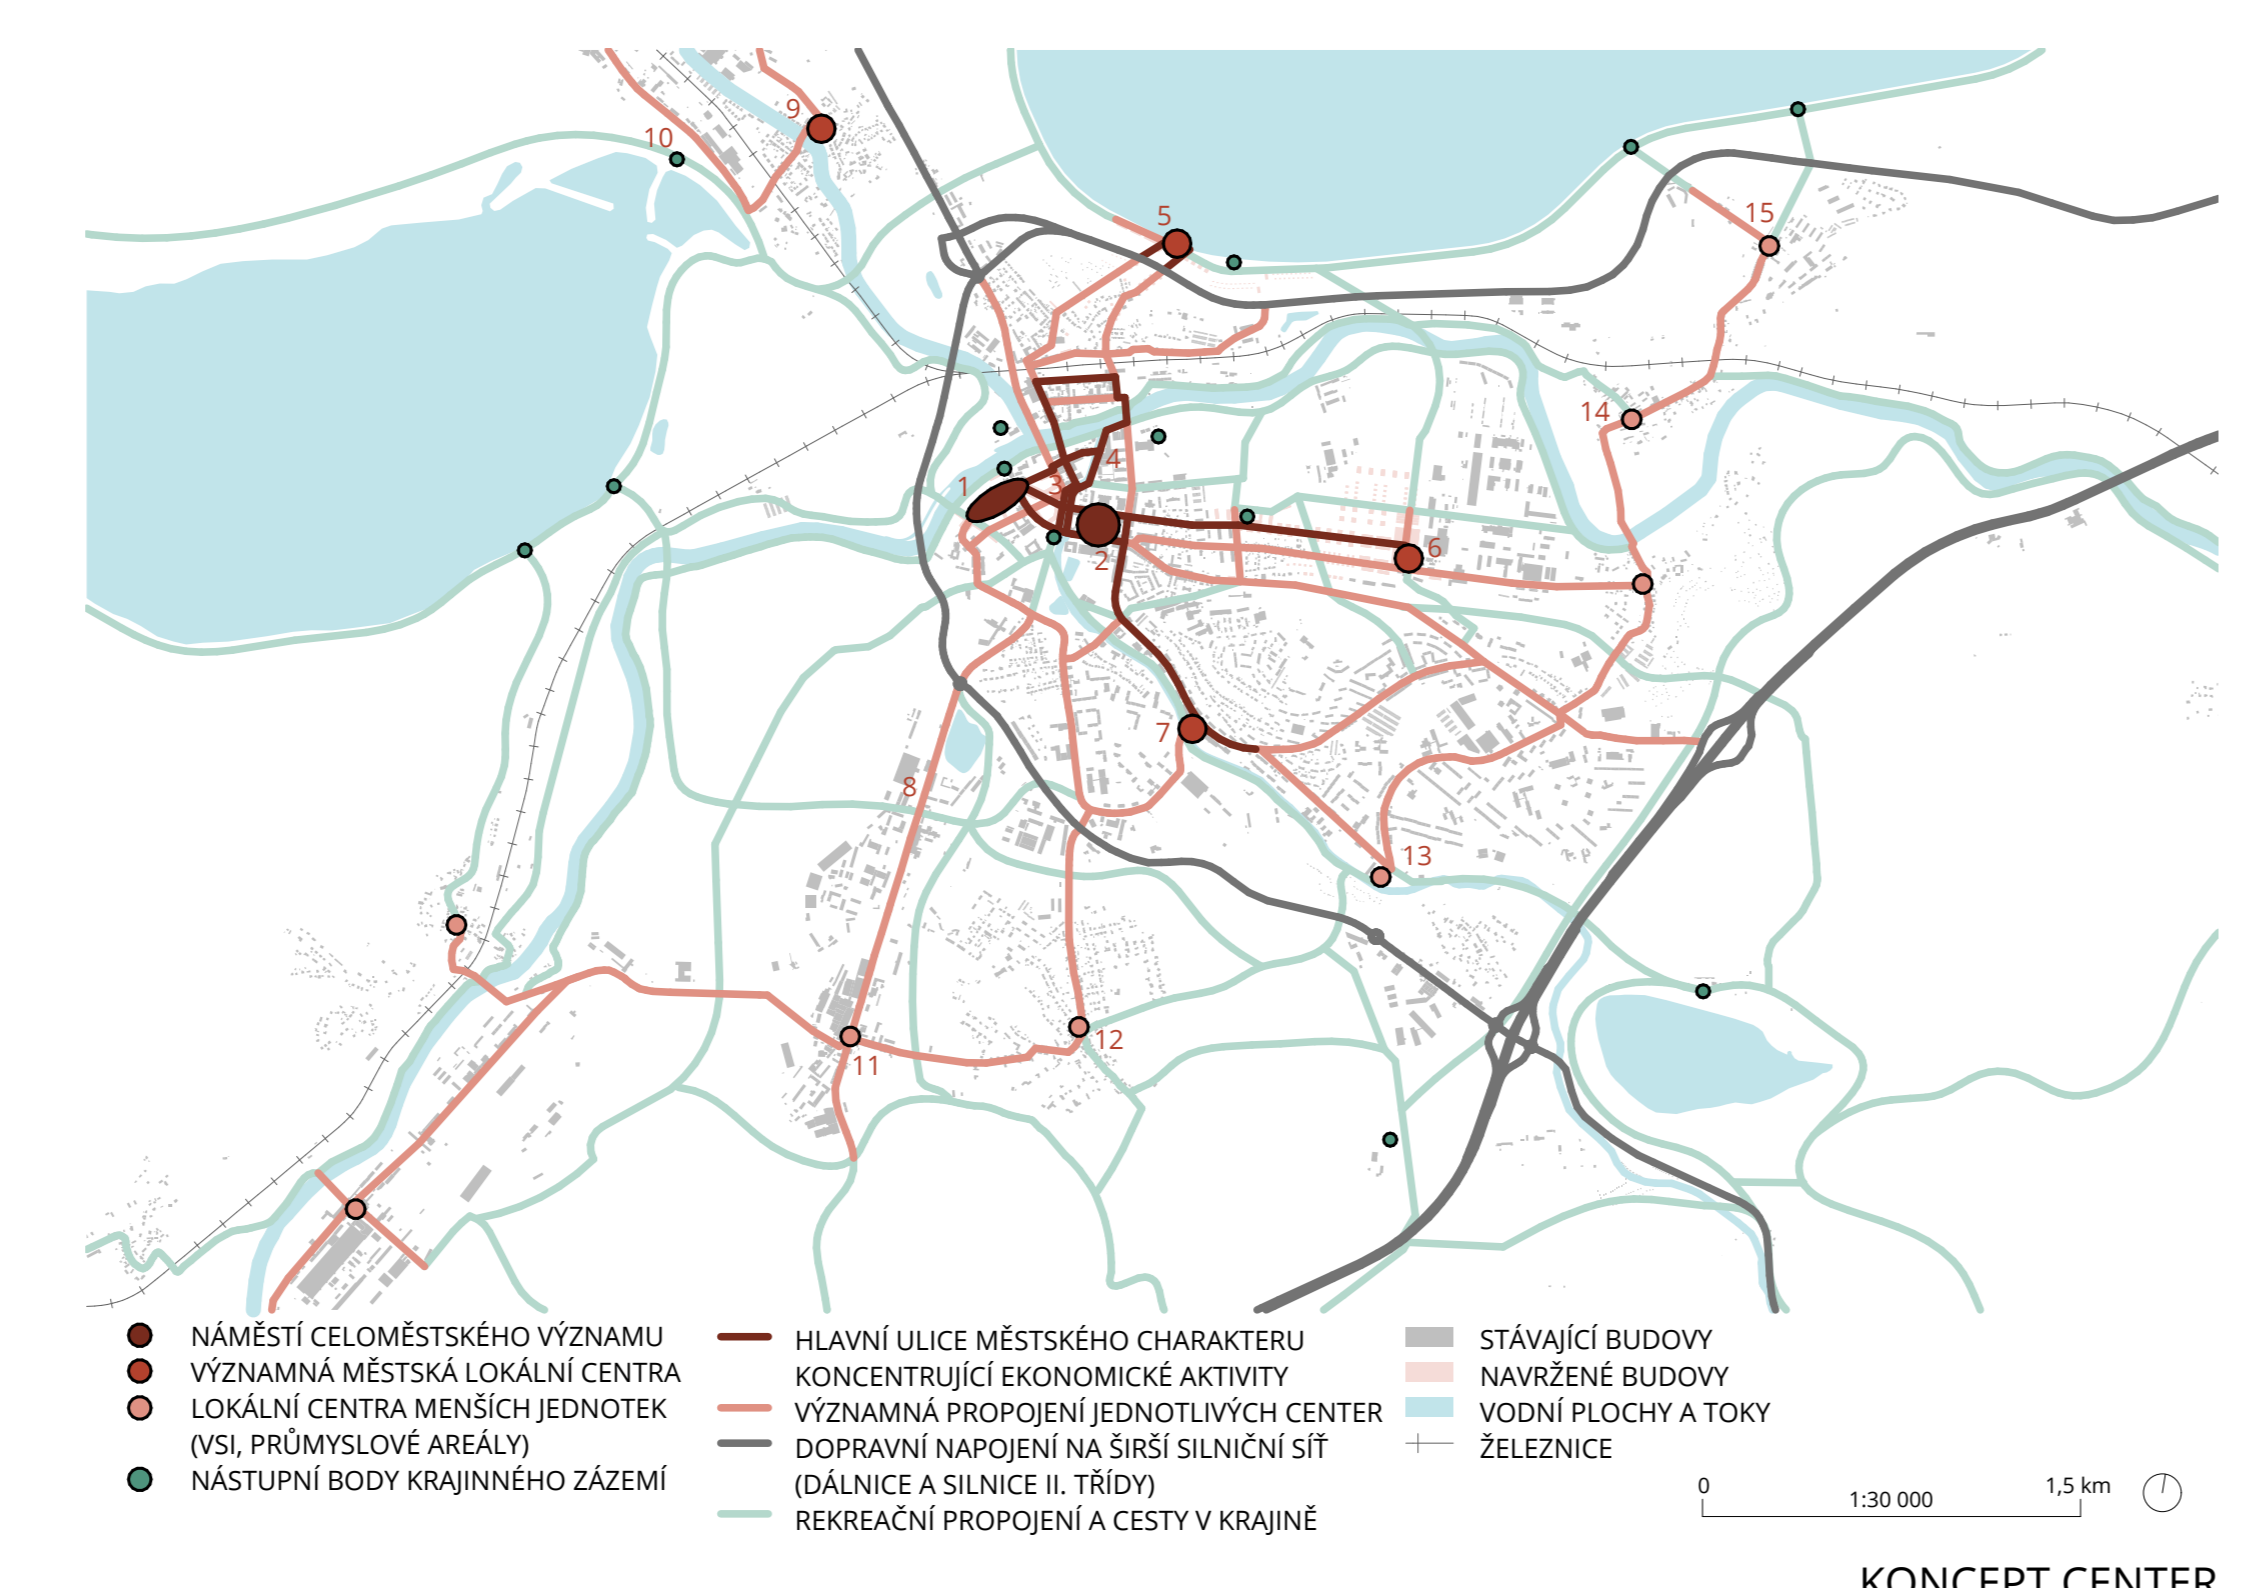 9
10
5
15
14
4
1
3
6
2
7
8
13
12
11
NÁMĚSTÍ CELOMĚSTSKÉHO VÝZNAMU
VÝZNAMNÁ MĚSTSKÁ LOKÁLNÍ CENTRA
LOKÁLNÍ CENTRA MENŠÍCH JEDNOTEK
(VSI, PRŮMYSLOVÉ AREÁLY)
NÁSTUPNÍ BODY KRAJINNÉHO ZÁZEMÍ
HLAVNÍ ULICE MĚSTSKÉHO CHARAKTERU
KONCENTRUJÍCÍ EKONOMICKÉ AKTIVITY
VÝZNAMNÁ PROPOJENÍ JEDNOTLIVÝCH CENTER
DOPRAVNÍ NAPOJENÍ NA ŠIRŠÍ SILNIČNÍ SÍŤ
(DÁLNICE A SILNICE II. TŘÍDY)
REKREAČNÍ PROPOJENÍ A CESTY V KRAJINĚ
STÁVAJÍCÍ BUDOVY
NAVRŽENÉ BUDOVY
VODNÍ PLOCHY A TOKY
ŽELEZNICE
0 1:30 000 1,5 km
KONCEPT CENTER